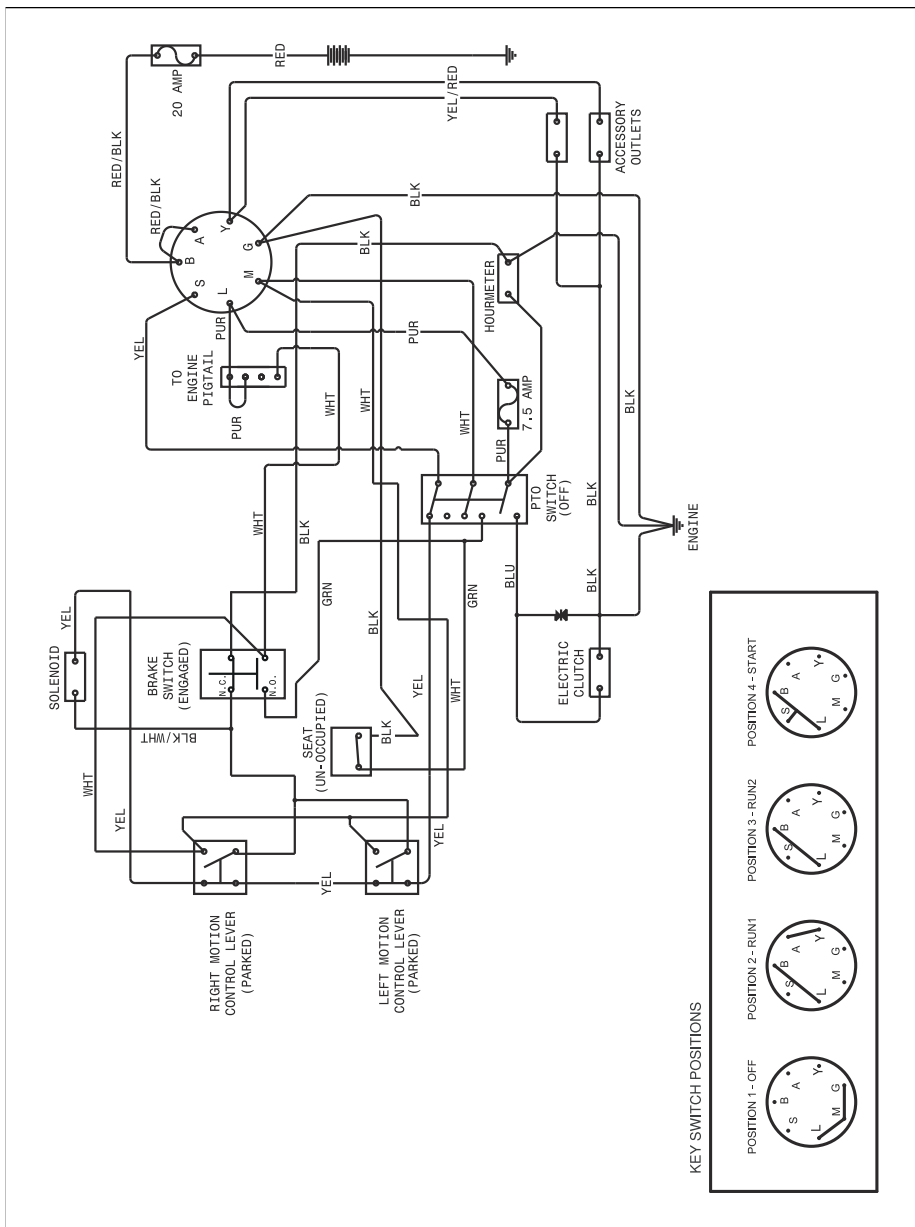 RED
20 AMP
RED/BLK
RED/BLK
YEL/RED
ACCESSORY
OUTLETS
BLK
BLK
S
B
A
Y
G
M
L
PUR
YEL
TO
ENGINE
PIGTAIL
PUR
WHT
WHT
PUR
HOURMETER
7.5 AMP
WHT
PUR
BLK
PTO
SWITCH
(OFF)
WHT
BLK
GRN
BLK
BLU
GRN
BLK
BLK
ENGINE
YEL
SOLENOID
BRAKE
SWITCH
(ENGAGED)
N.C.
N.O.
BLK/WHT
SEAT
(UN-OCCUPIED)
BLK
YEL
WHT
ELECTRIC
CLUTCH
WHT
YEL
YEL
YEL
RIGHT MOTION
CONTROL LEVER
(PARKED)
LEFT MOTION
CONTROL LEVER
(PARKED)
KEY SWITCH POSITIONS
POSITION 1 - OFF
S
B
A
Y
G
M
L
POSITION 2 - RUN1
S
B
A
Y
G
M
L
POSITION 3 - RUN2
S
B
A
Y
G
M
L
POSITION 4 - START
S
B
A
Y
G
M
L